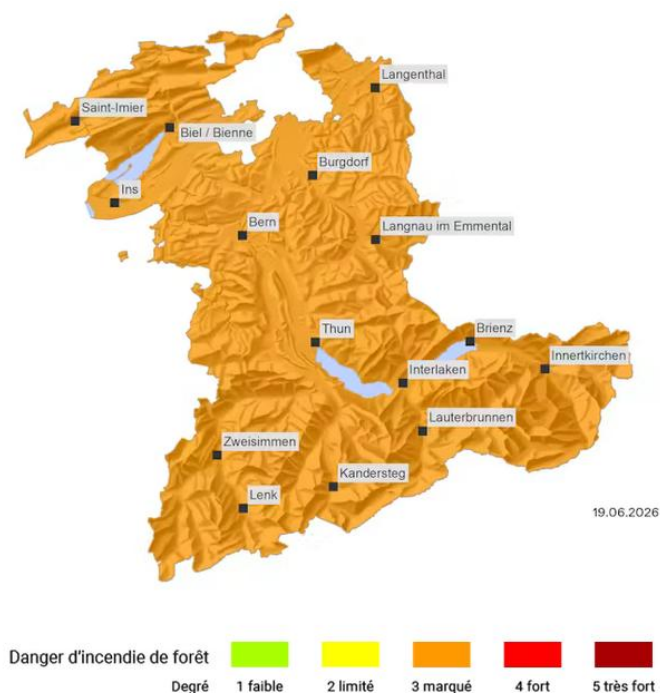 Langenthal
Saint-Imier
Biel / Bienne
Burgdorf
Ins
Bern
Langnau im Emmental
Thun
Brienz
Innertkirchen
Interlaken
Lauterbrunnen
Zweisimmen
Kandersteg
Lenk
19.06.2026
Danger d'incendie de forêt
Degré 1 faible 2 limité 3 marqué 4 fort 5 très fort